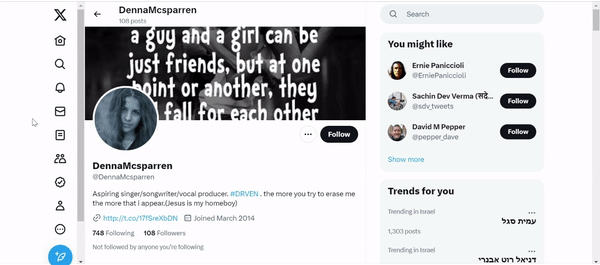 DennaMcsparren
108 posts
a guy and a girl can be
just friends, but at one
point or another, they
fall for each other
Follow
DennaMcsparren
@DennaMcsparren
Aspiring singer/songwriter/vocal producer. #DRVEN . the more you try to erase me
the more that i appear.(Jesus is my homeboy)
http://t.co/17fSreXbDN Joined March 2014
748 Following 108 Followers
Not followed by anyone you're following
Search
You might like
Ernie Paniccioli
@ErniePaniccioli
Follow
Sachin Dev Verma
@sdv_tweets
Follow
David M Pepper
@pepper_dave
Follow
Show more
Trends for you
Trending in Israel
עמית סגל
1,303 posts
Trending in Israel
דניאל רוט אבנרי